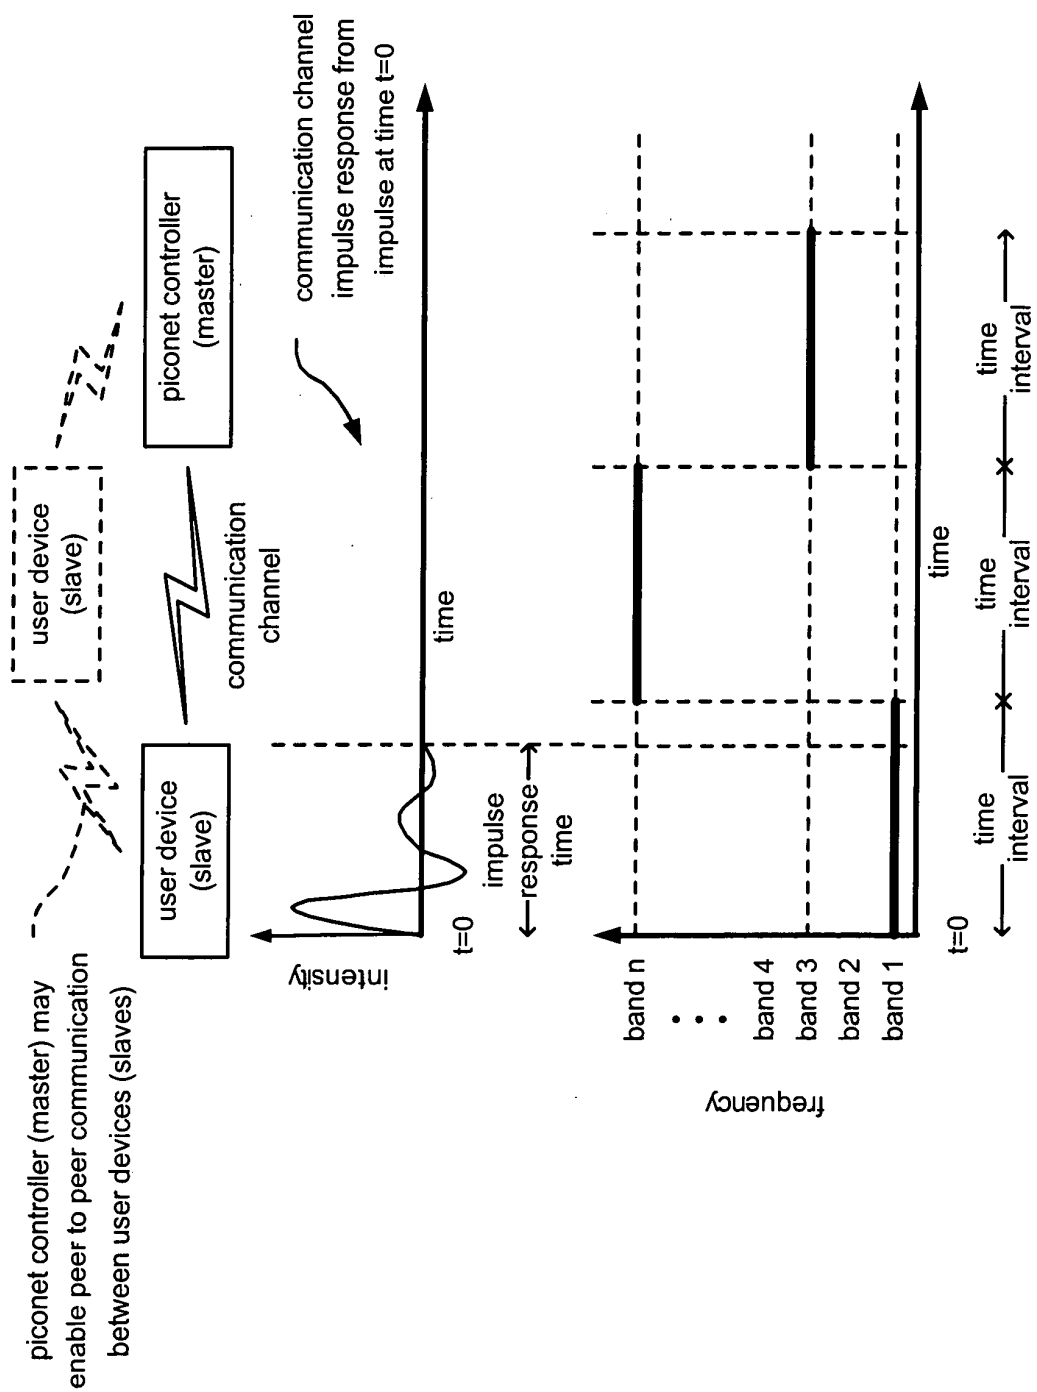 piconet controller (master) may
enable peer to peer communication
between user devices (slaves)
user device
(slave)
user device
(slave)
communication
channel
piconet controller
(master)
intensity
t=0
time
communication channel
impulse response from
impulse at time t=0
impulse
response
time
frequency
band n
band 4
band 3
band 2
band 1
t=0
time
time
interval
time
interval
time
interval